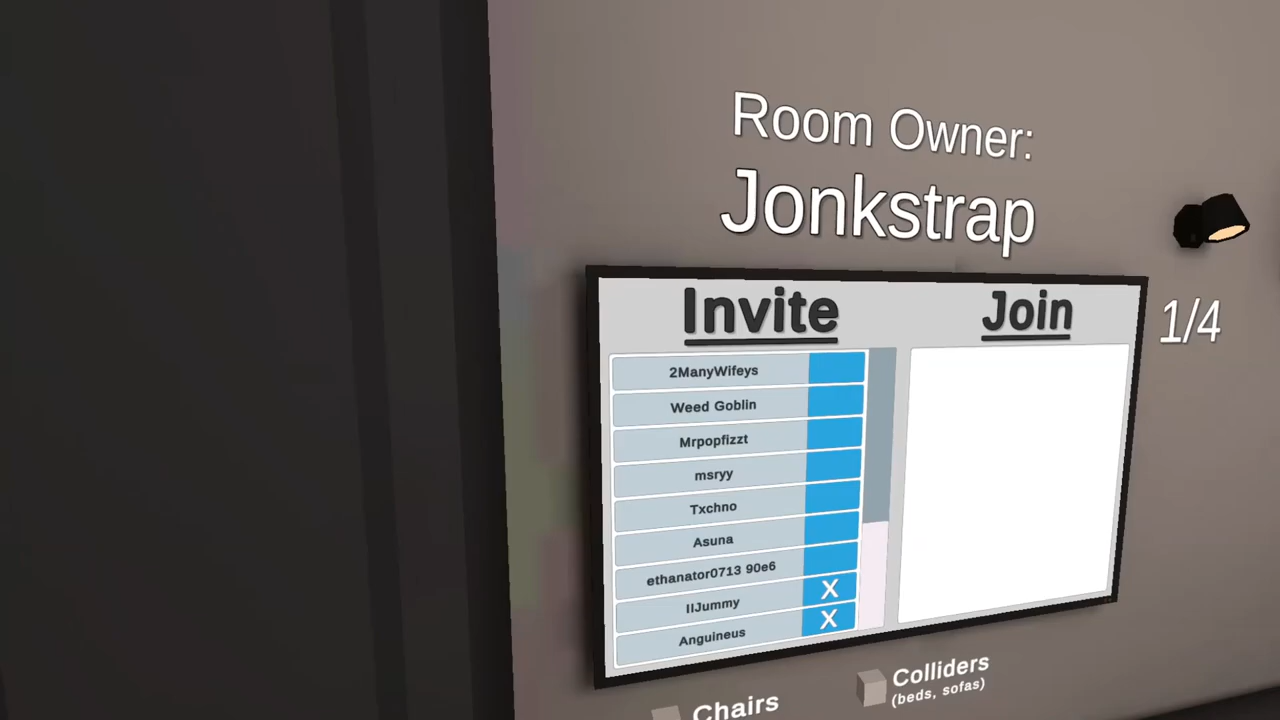 Room Owner:
Jonkstrap
Invite
Join
1/4
2ManyWifeys
Weed Goblin
Mrpopfizzt
msryy
Txchno
Asuna
ethanator0713 90e6
IIJummy X
Anguineus X
Chairs
Colliders
(beds, sofas)